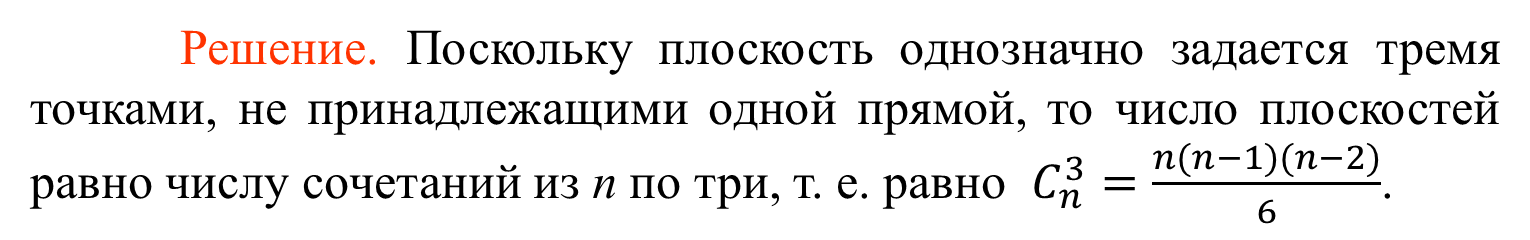 Решение. Поскольку плоскость однозначно задается тремя
точками, не принадлежащими одной прямой, то число плоскостей
равно числу сочетаний из n по три, т. е. равно $C_n^3 = \frac{n(n-1)(n-2)}{6}$.